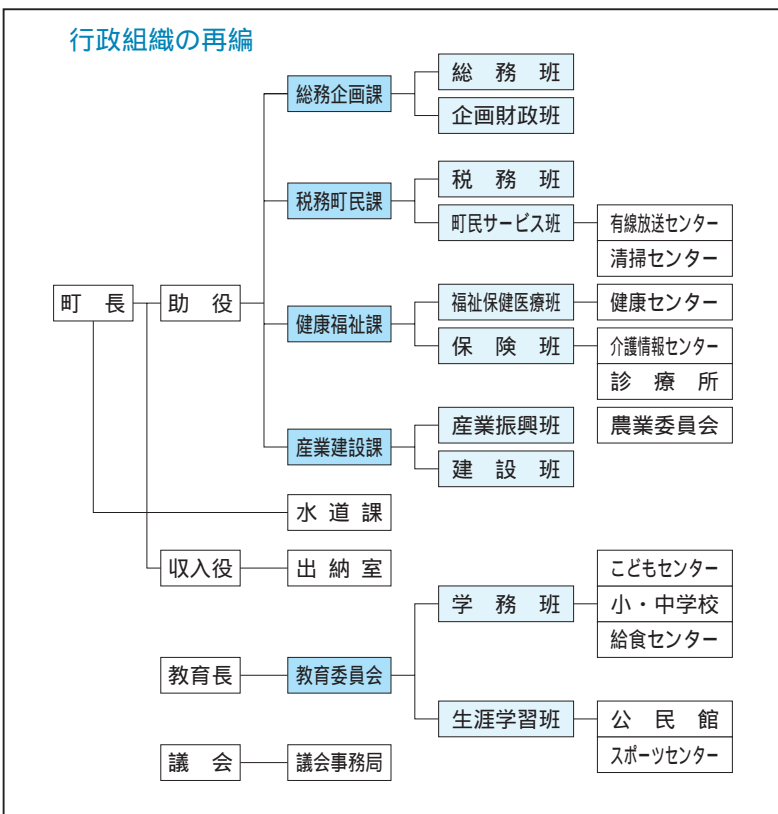 行政組織の再編
総務企画課
総務班
企画財政班
税務町民課
税務班
町民サービス班
有線放送センター
清掃センター
町長
助役
健康福祉課
福祉保健医療班
健康センター
保険班
介護情報センター
診療所
産業建設課
産業振興班
農業委員会
建設班
水道課
収入役
出納室
教育長
教育委員会
学務班
こどもセンター
小・中学校
給食センター
生涯学習班
公民館
スポーツセンター
議会
議会事務局